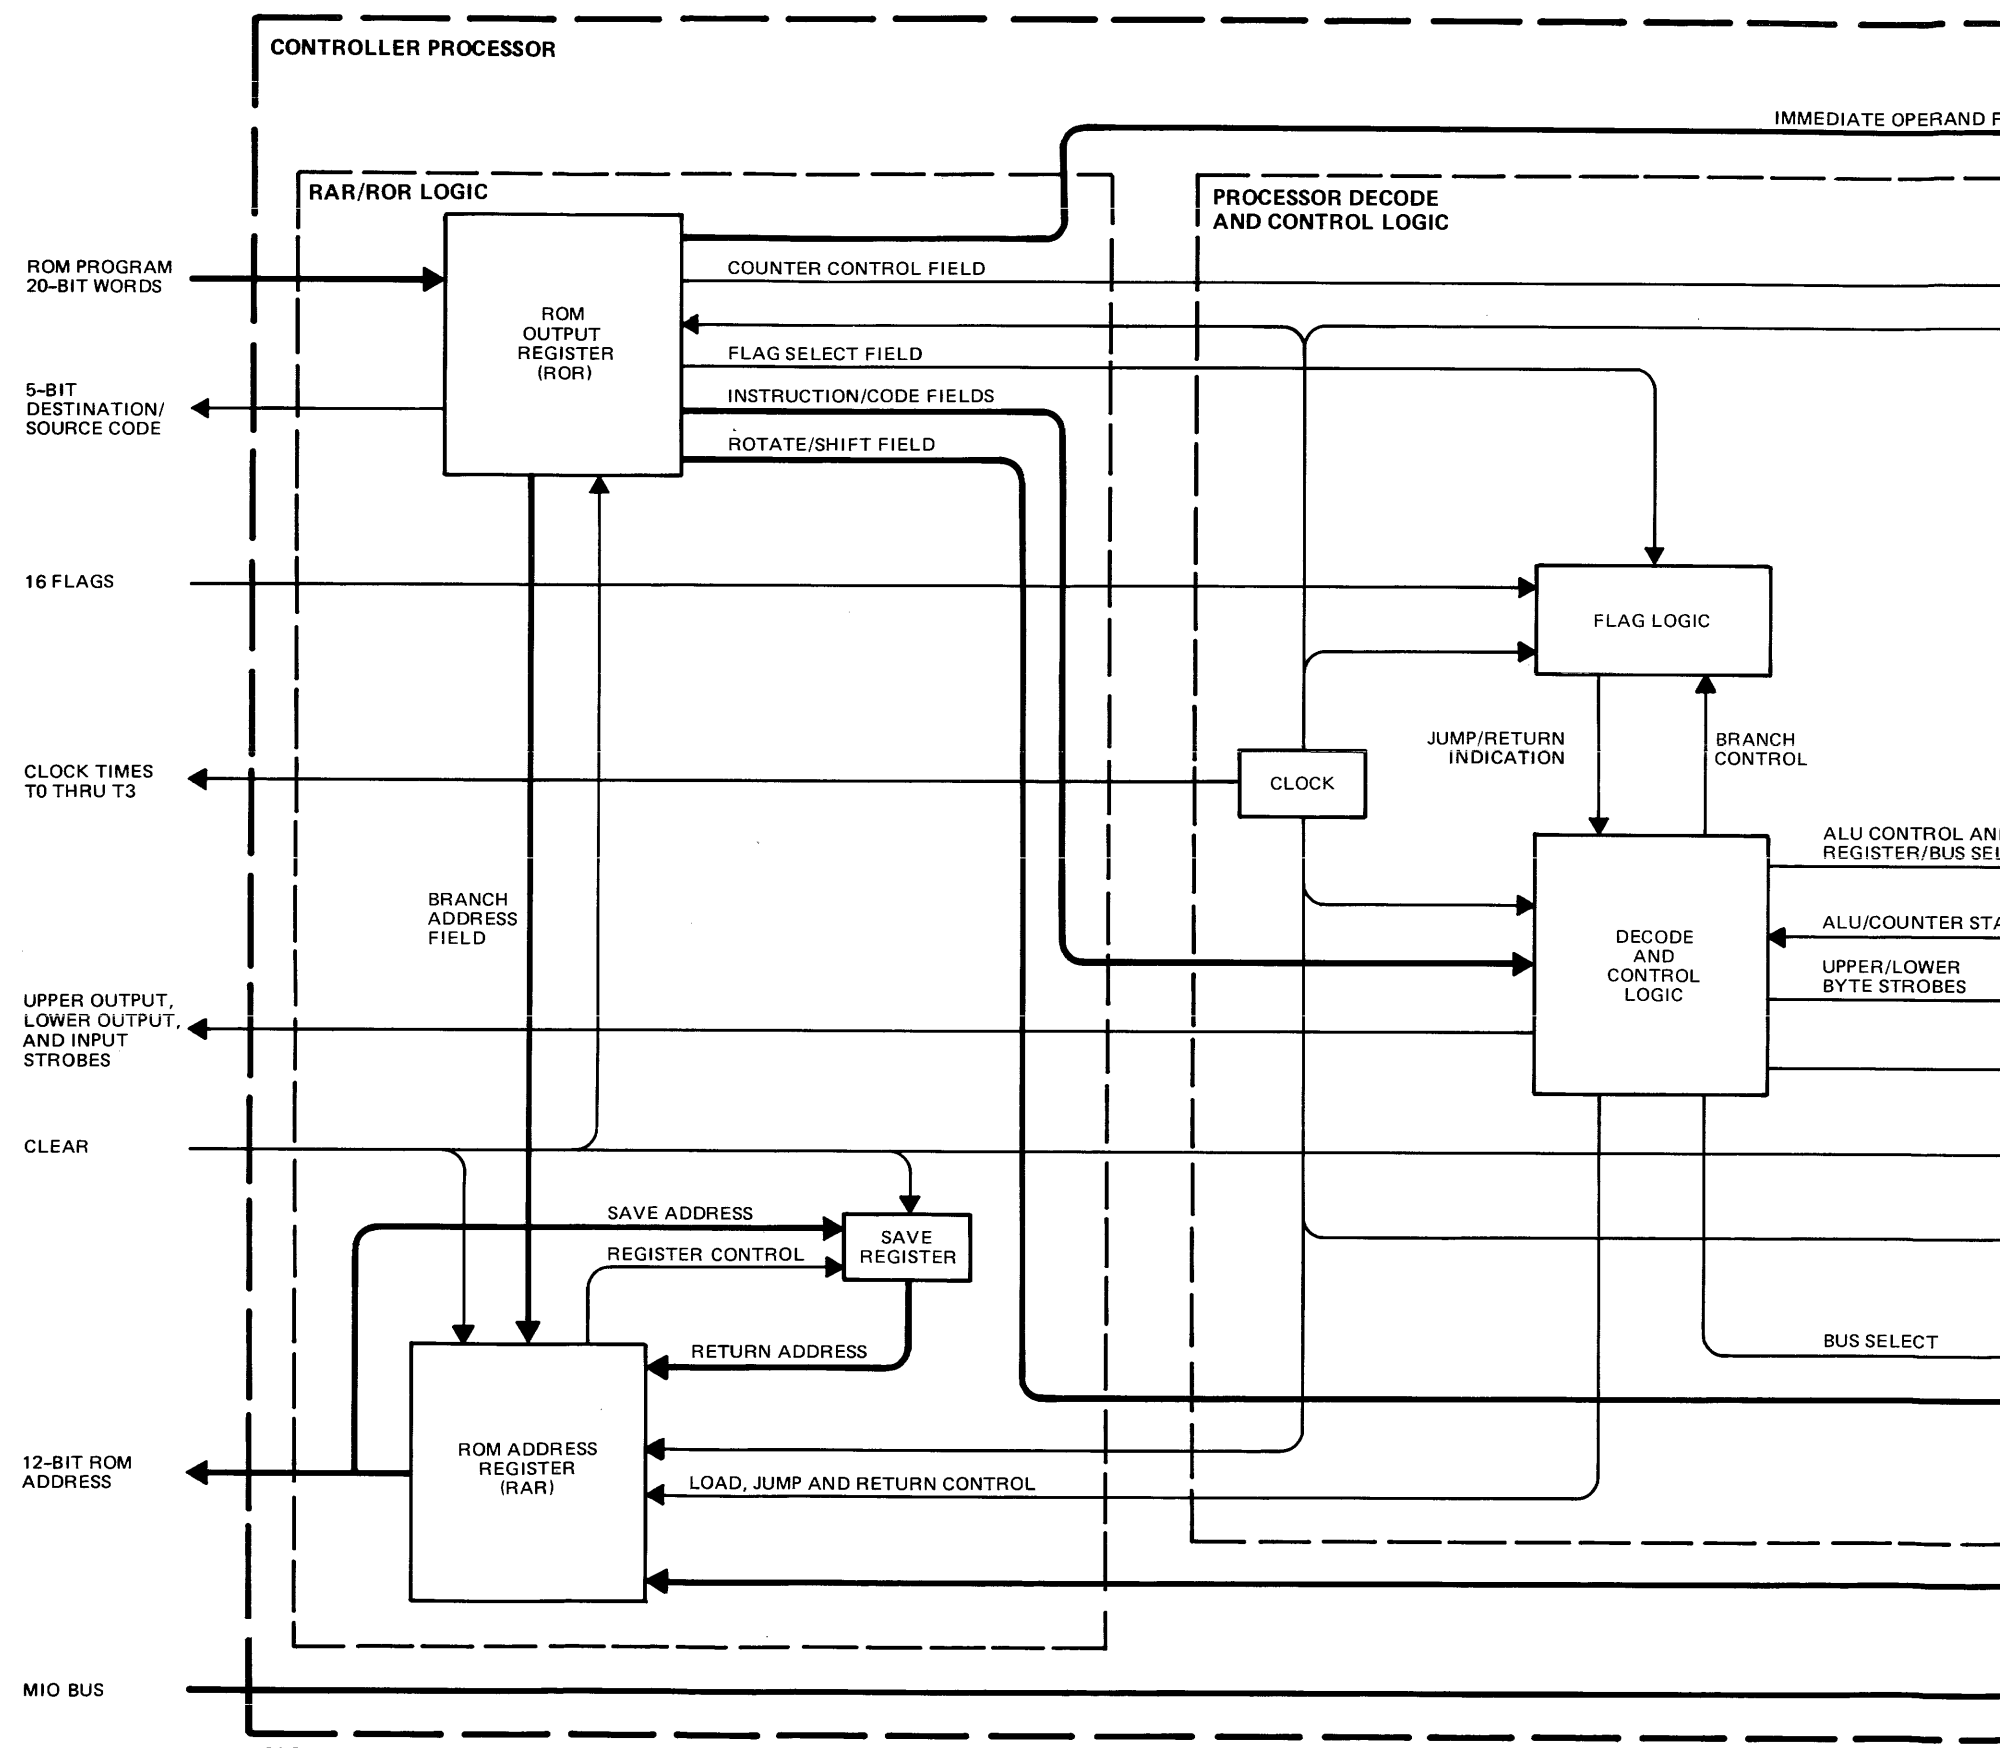 CONTROLLER PROCESSOR
IMMEDIATE OPERAND F
RAR/ROR LOGIC
PROCESSOR DECODE
AND CONTROL LOGIC
ROM PROGRAM
20-BIT WORDS
ROM
OUTPUT
REGISTER
(ROR)
COUNTER CONTROL FIELD
FLAG SELECT FIELD
INSTRUCTION/CODE FIELDS
ROTATE/SHIFT FIELD
5-BIT
DESTINATION/
SOURCE CODE
16 FLAGS
FLAG LOGIC
JUMP/RETURN
INDICATION
BRANCH
CONTROL
CLOCK TIMES
T0 THRU T3
CLOCK
ALU CONTROL AN
REGISTER/BUS SEL
BRANCH
ADDRESS
FIELD
DECODE
AND
CONTROL
LOGIC
ALU/COUNTER STA
UPPER/LOWER
BYTE STROBES
UPPER OUTPUT,
LOWER OUTPUT,
AND INPUT
STROBES
CLEAR
SAVE ADDRESS
REGISTER CONTROL
SAVE
REGISTER
RETURN ADDRESS
BUS SELECT
12-BIT ROM
ADDRESS
ROM ADDRESS
REGISTER
(RAR)
LOAD, JUMP AND RETURN CONTROL
MIO BUS